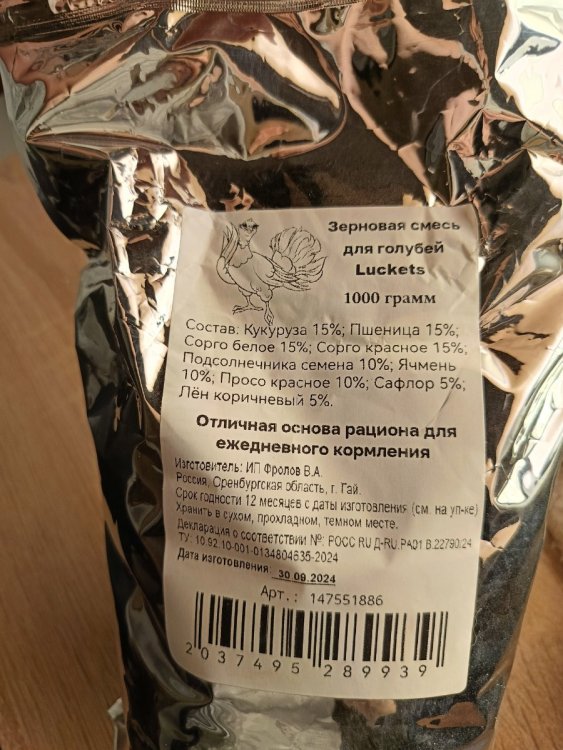 Зерновая смесь
для голубей
Luckets
1000 грамм
Состав: Кукуруза 15%; Пшеница 15%;
Сорго белое 15%; Сорго красное 15%;
Подсолнечника семена 10%; Ячмень
10%; Просо красное 10%; Сафлор 5%;
Лён коричневый 5%.
Отличная основа рациона для
ежедневного кормления
Изготовитель: ИП Фролов В.А.
Россия, Оренбургская область, г. Гай.
Срок годности 12 месяцев с даты изготовления (см. на уп-ке)
Хранить в сухом, прохладном, темном месте.
Декларация о соответствии №: РОСС RU Д-RU.РА01.В.22790/24
ТУ: 10.92.10-001-0134804635-2024
Дата изготовления: 30.09.2024
Арт.: 147551886
2 037495 289939